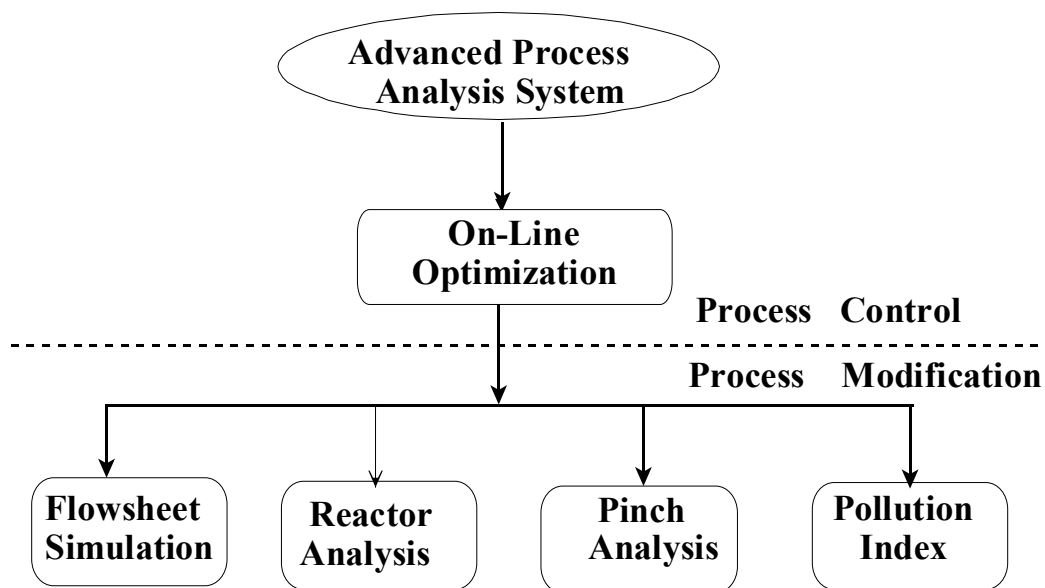 Advanced Process
Analysis System
On-Line
Optimization
Process Control
Process Modification
Flowsheet
Simulation
Reactor
Analysis
Pinch
Analysis
Pollution
Index